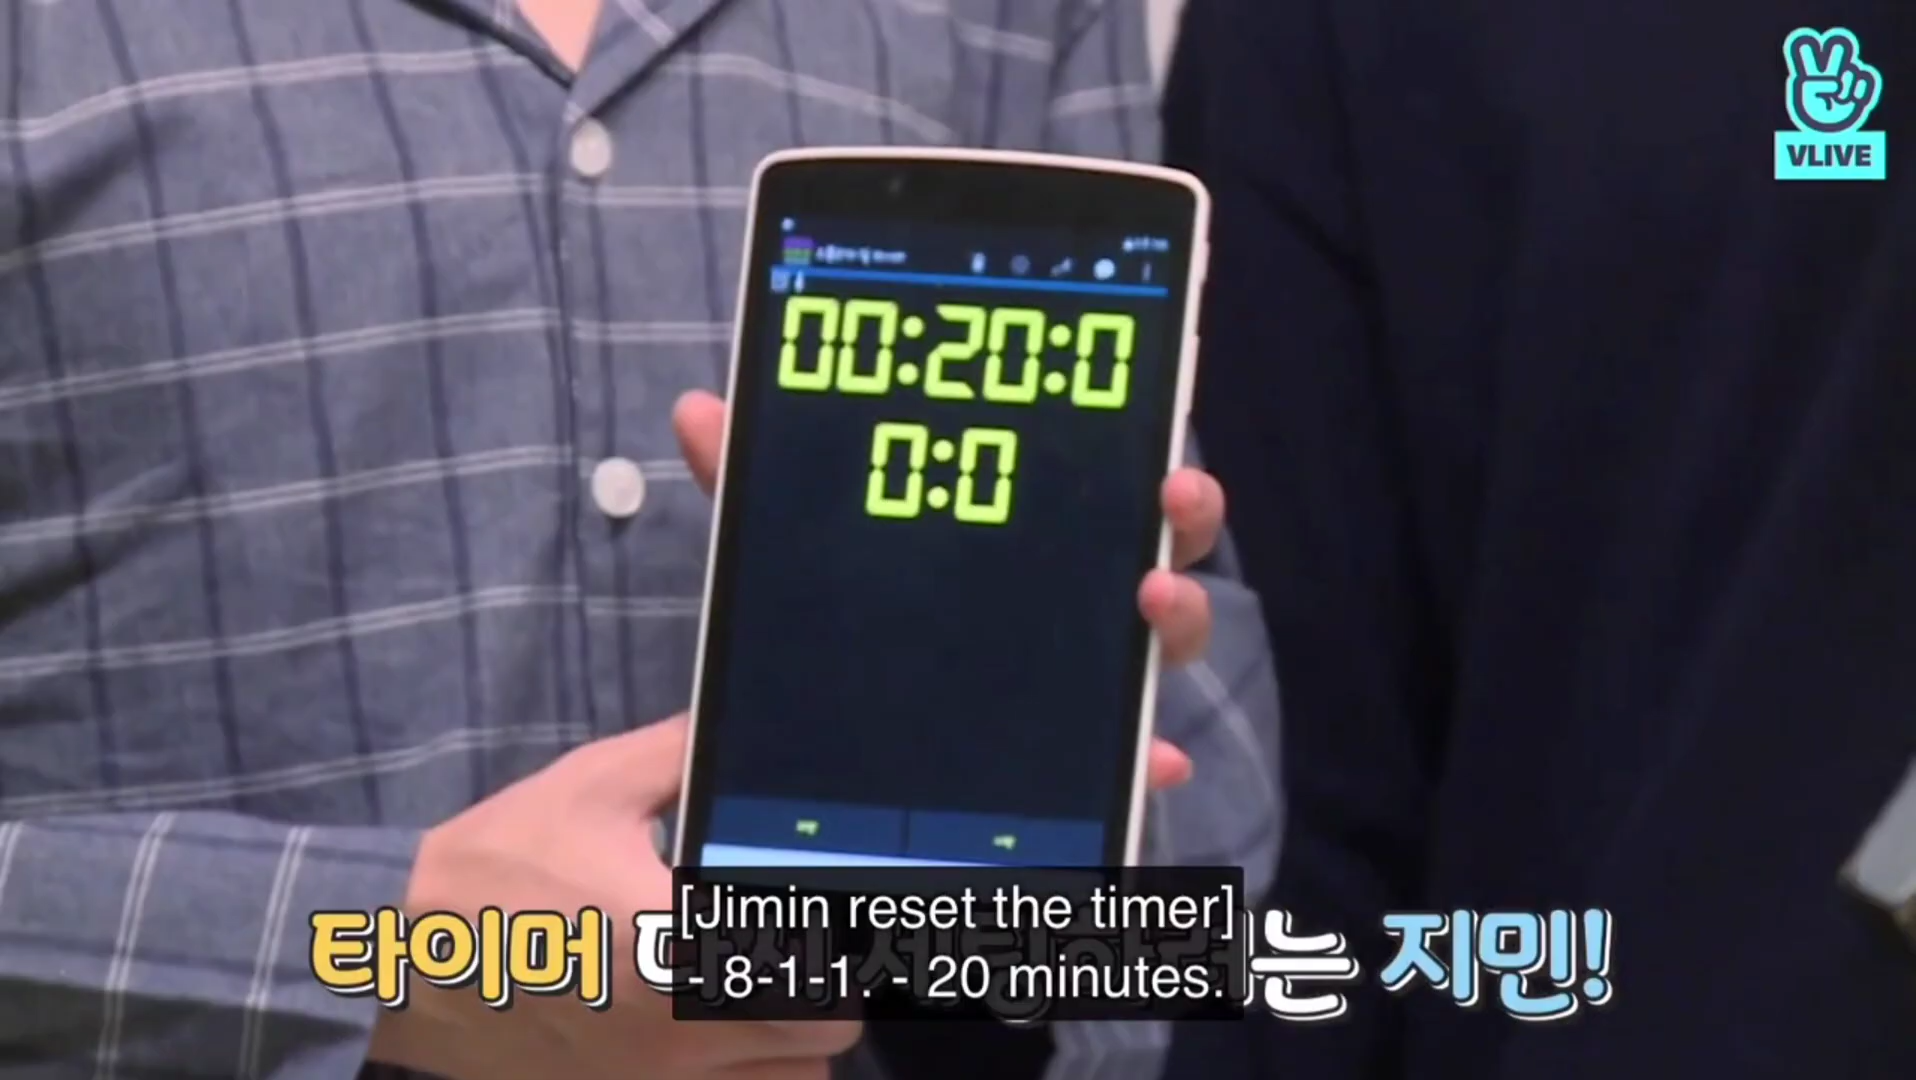 VLIVE
00:20:0
0:0
타이머 는 지민!
[Jimin reset the timer]
- 8-1-1. - 20 minutes.